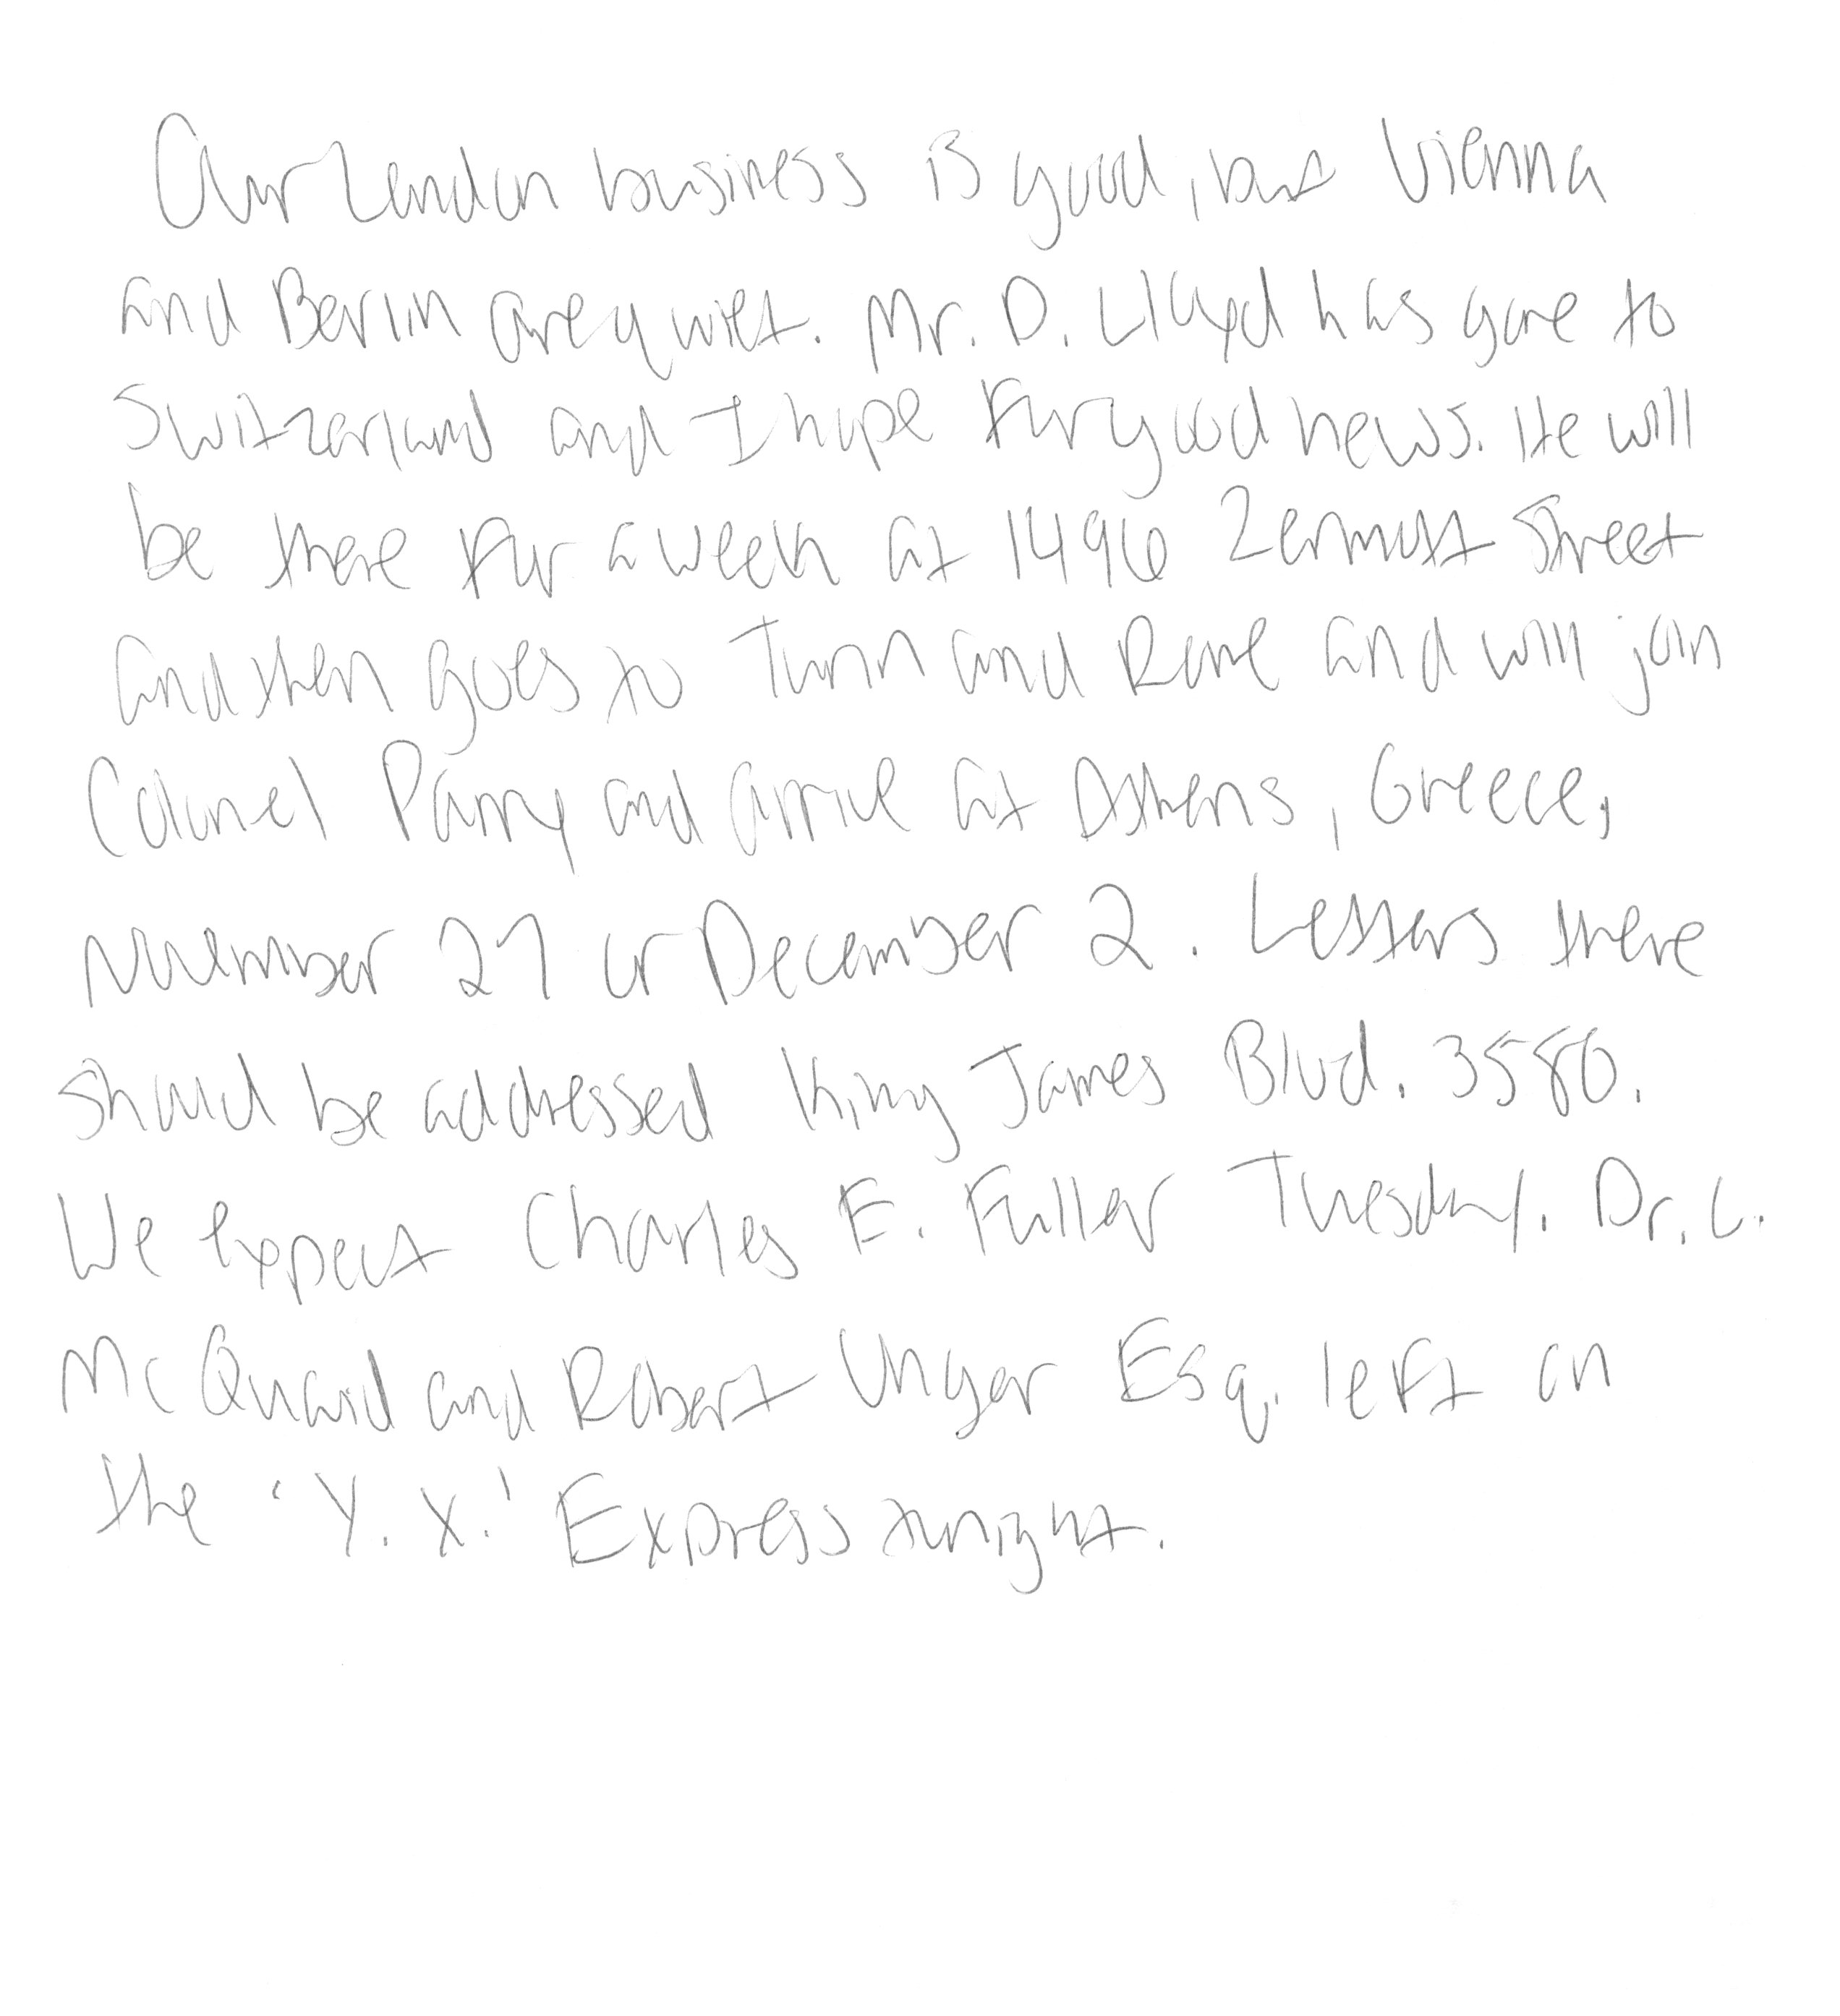 Our London business is good, but Vienna
and Berlin are quiet. Mr. D. Lloyd has gone to
Switzerland and I hope for good news. He will
be there for a week at 1496 Zermott Street
and then goes to Turin and Rome and will join
Colonel Parry and arrive at Athens, Greece,
November 27 or December 2. Letters there
should be addressed King James Blvd. 3580.
We expect Charles E. Fuller Tuesday. Dr. L.
McQuaid and Robert Unger Esq. left on
the 'Y. X.' Express tonight.